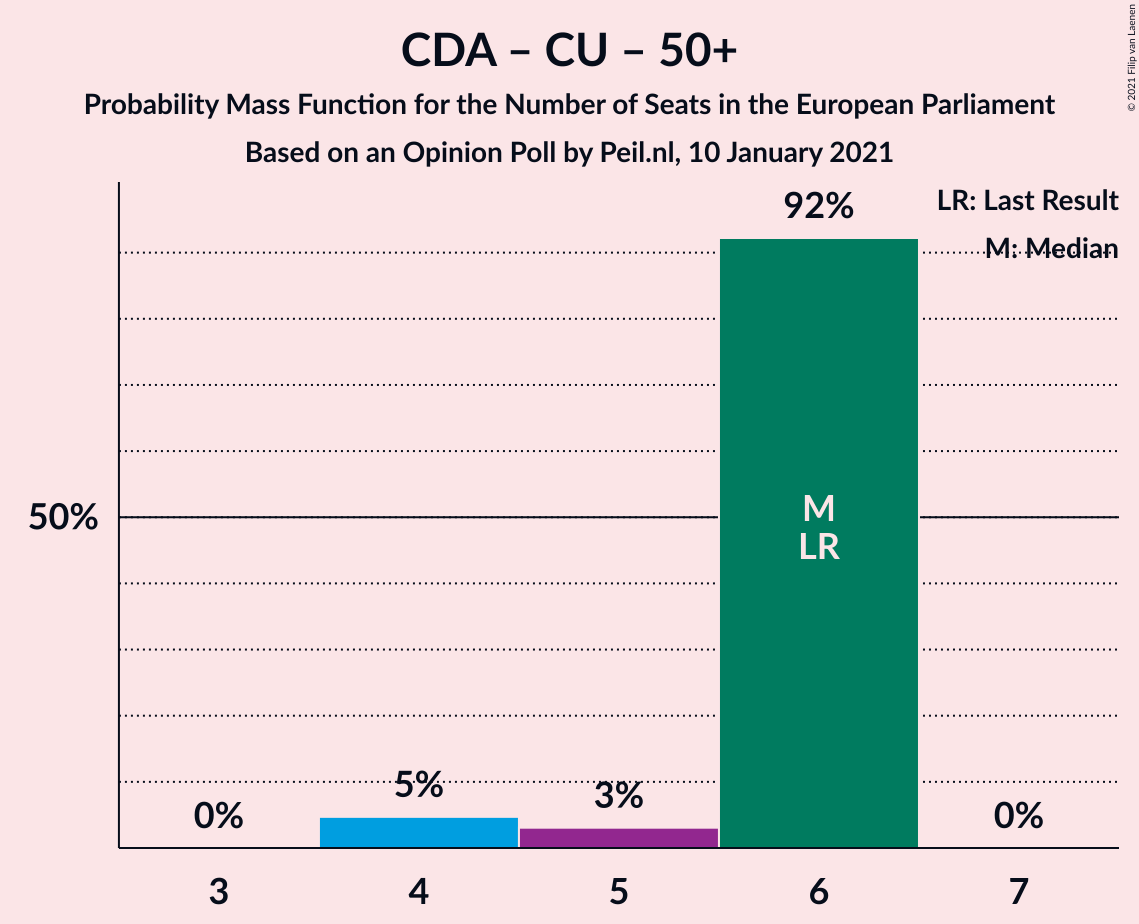 CDA – CU – 50+
Probability Mass Function for the Number of Seats in the European Parliament
Based on an Opinion Poll by Peil.nl, 10 January 2021
© 2021 Filip van Laenen
LR: Last Result
M: Median
92%
50%
M
LR
5%
3%
0%
0%
3 4 5 6 7